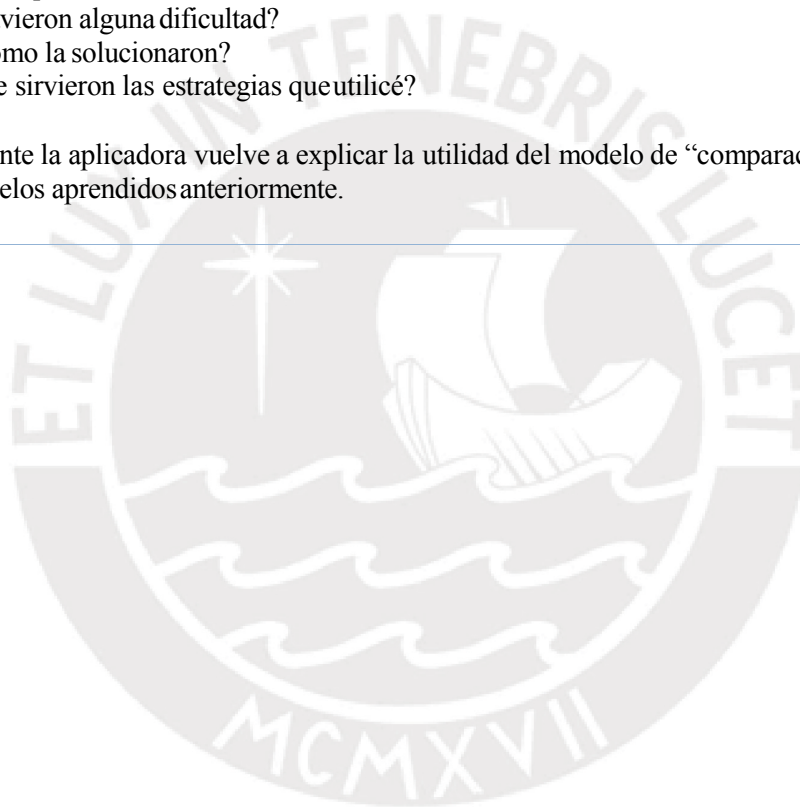 vieron alguna dificultad?
mo la solucionaron?
e sirvieron las estrategias queutilicé?
nte la aplicadora vuelve a explicar la utilidad del modelo de “comparac
elos aprendidosanteriormente.
ET LUX IN TENEBRIS LUCET
MCMXVII